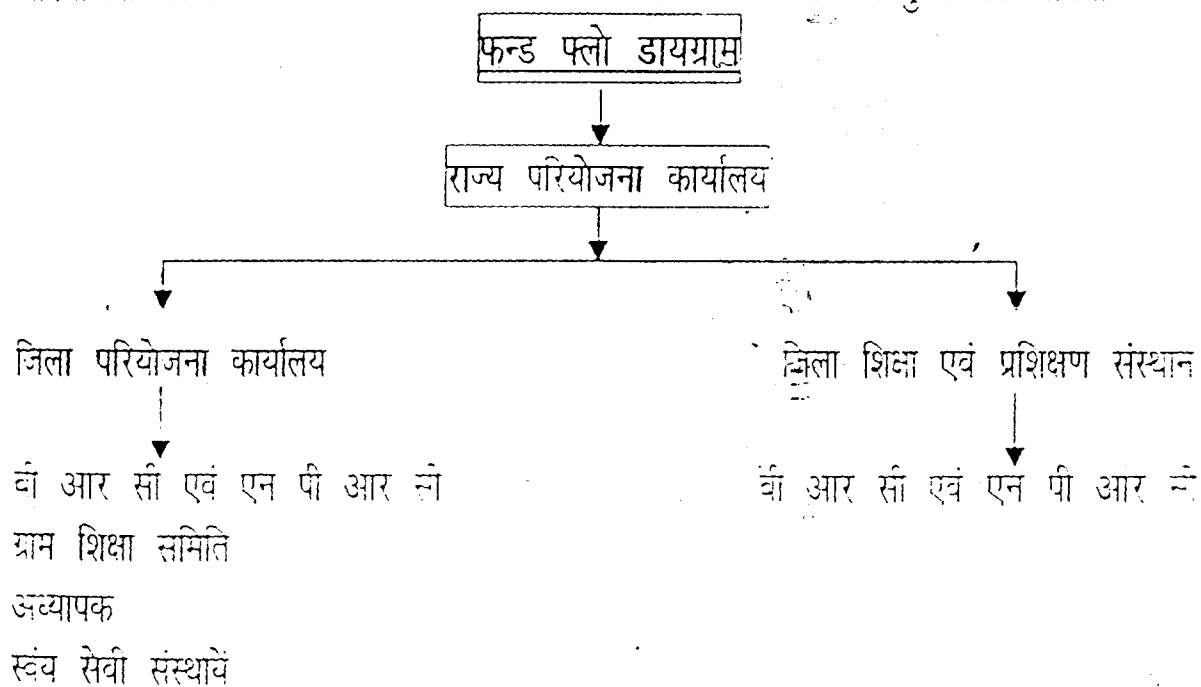 फन्ड फ्लो डायग्राम
राज्य परियोजना कार्यालय
जिला परियोजना कार्यालय
जिला शिक्षा एवं प्रशिक्षण संस्थान
बी आर सी एवं एन पी आर सी
बी आर सी एवं एन पी आर सी
ग्राम शिक्षा समिति
अध्यापक
स्वंय सेवी संस्थायें